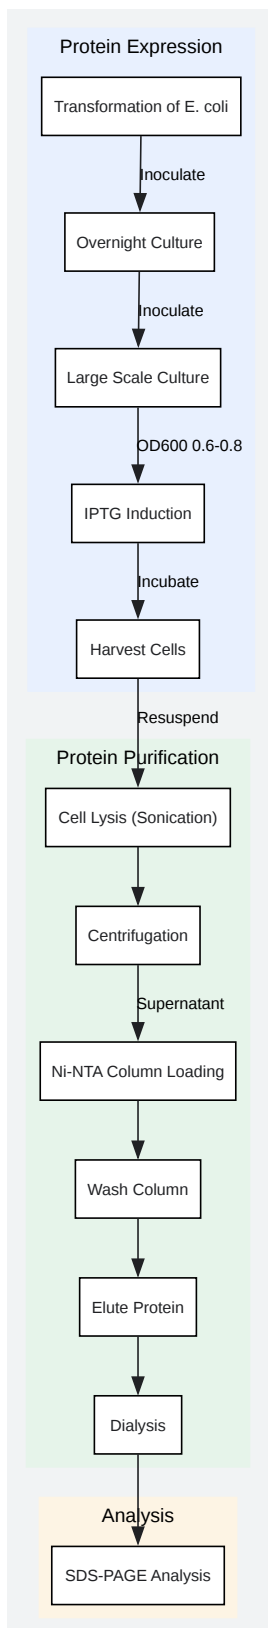 Protein Expression
Transformation of E. coli
Inoculate
Overnight Culture
Inoculate
Large Scale Culture
OD600 0.6-0.8
IPTG Induction
Incubate
Harvest Cells
Resuspend
Protein Purification
Cell Lysis (Sonication)
Centrifugation
Supernatant
Ni-NTA Column Loading
Wash Column
Elute Protein
Dialysis
Analysis
SDS-PAGE Analysis